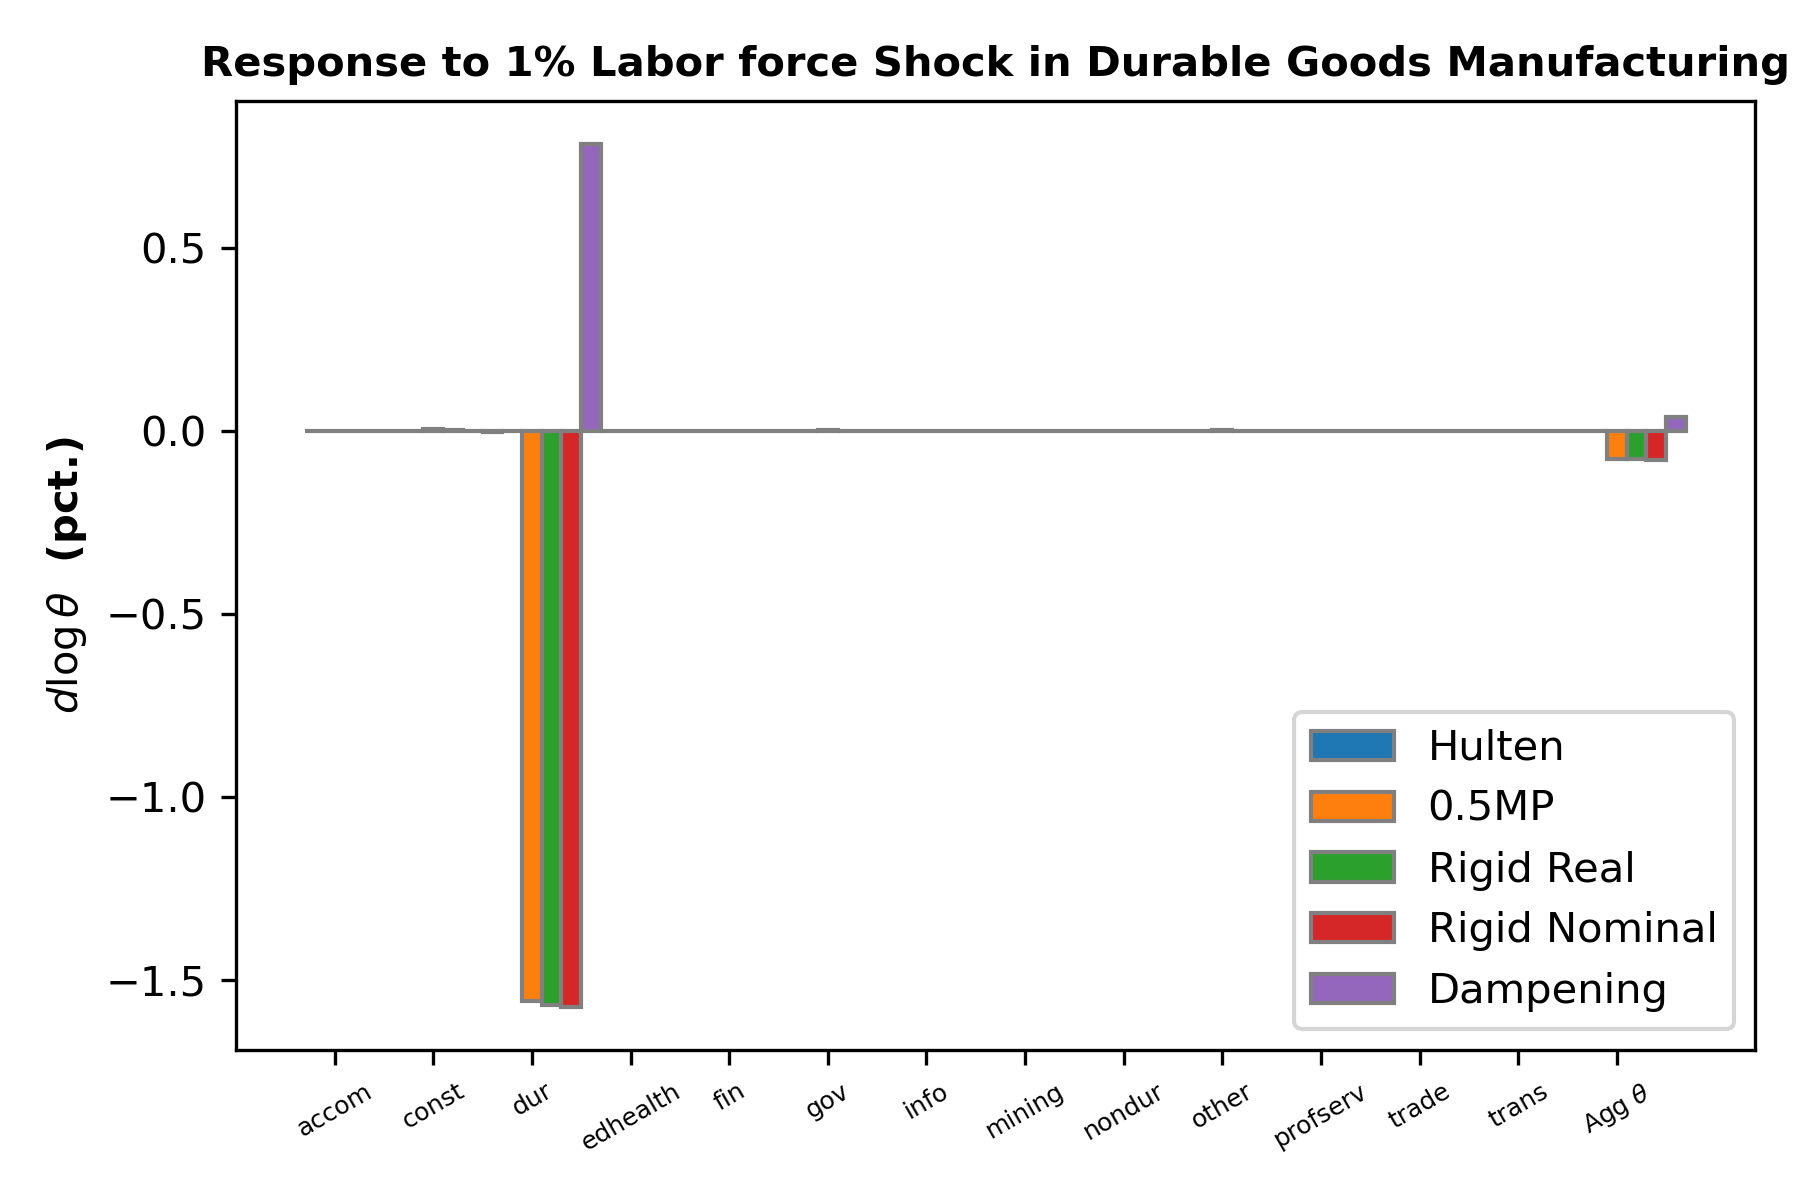 Response to 1% Labor force Shock in Durable Goods Manufacturing
dlog θ (pct.)
0.5
0.0
−0.5
−1.0
−1.5
Hulten
0.5MP
Rigid Real
Rigid Nominal
Dampening
accom
const
dur
edhealth
fin
gov
info
mining
nondur
other
profserv
trade
trans
Agg θ